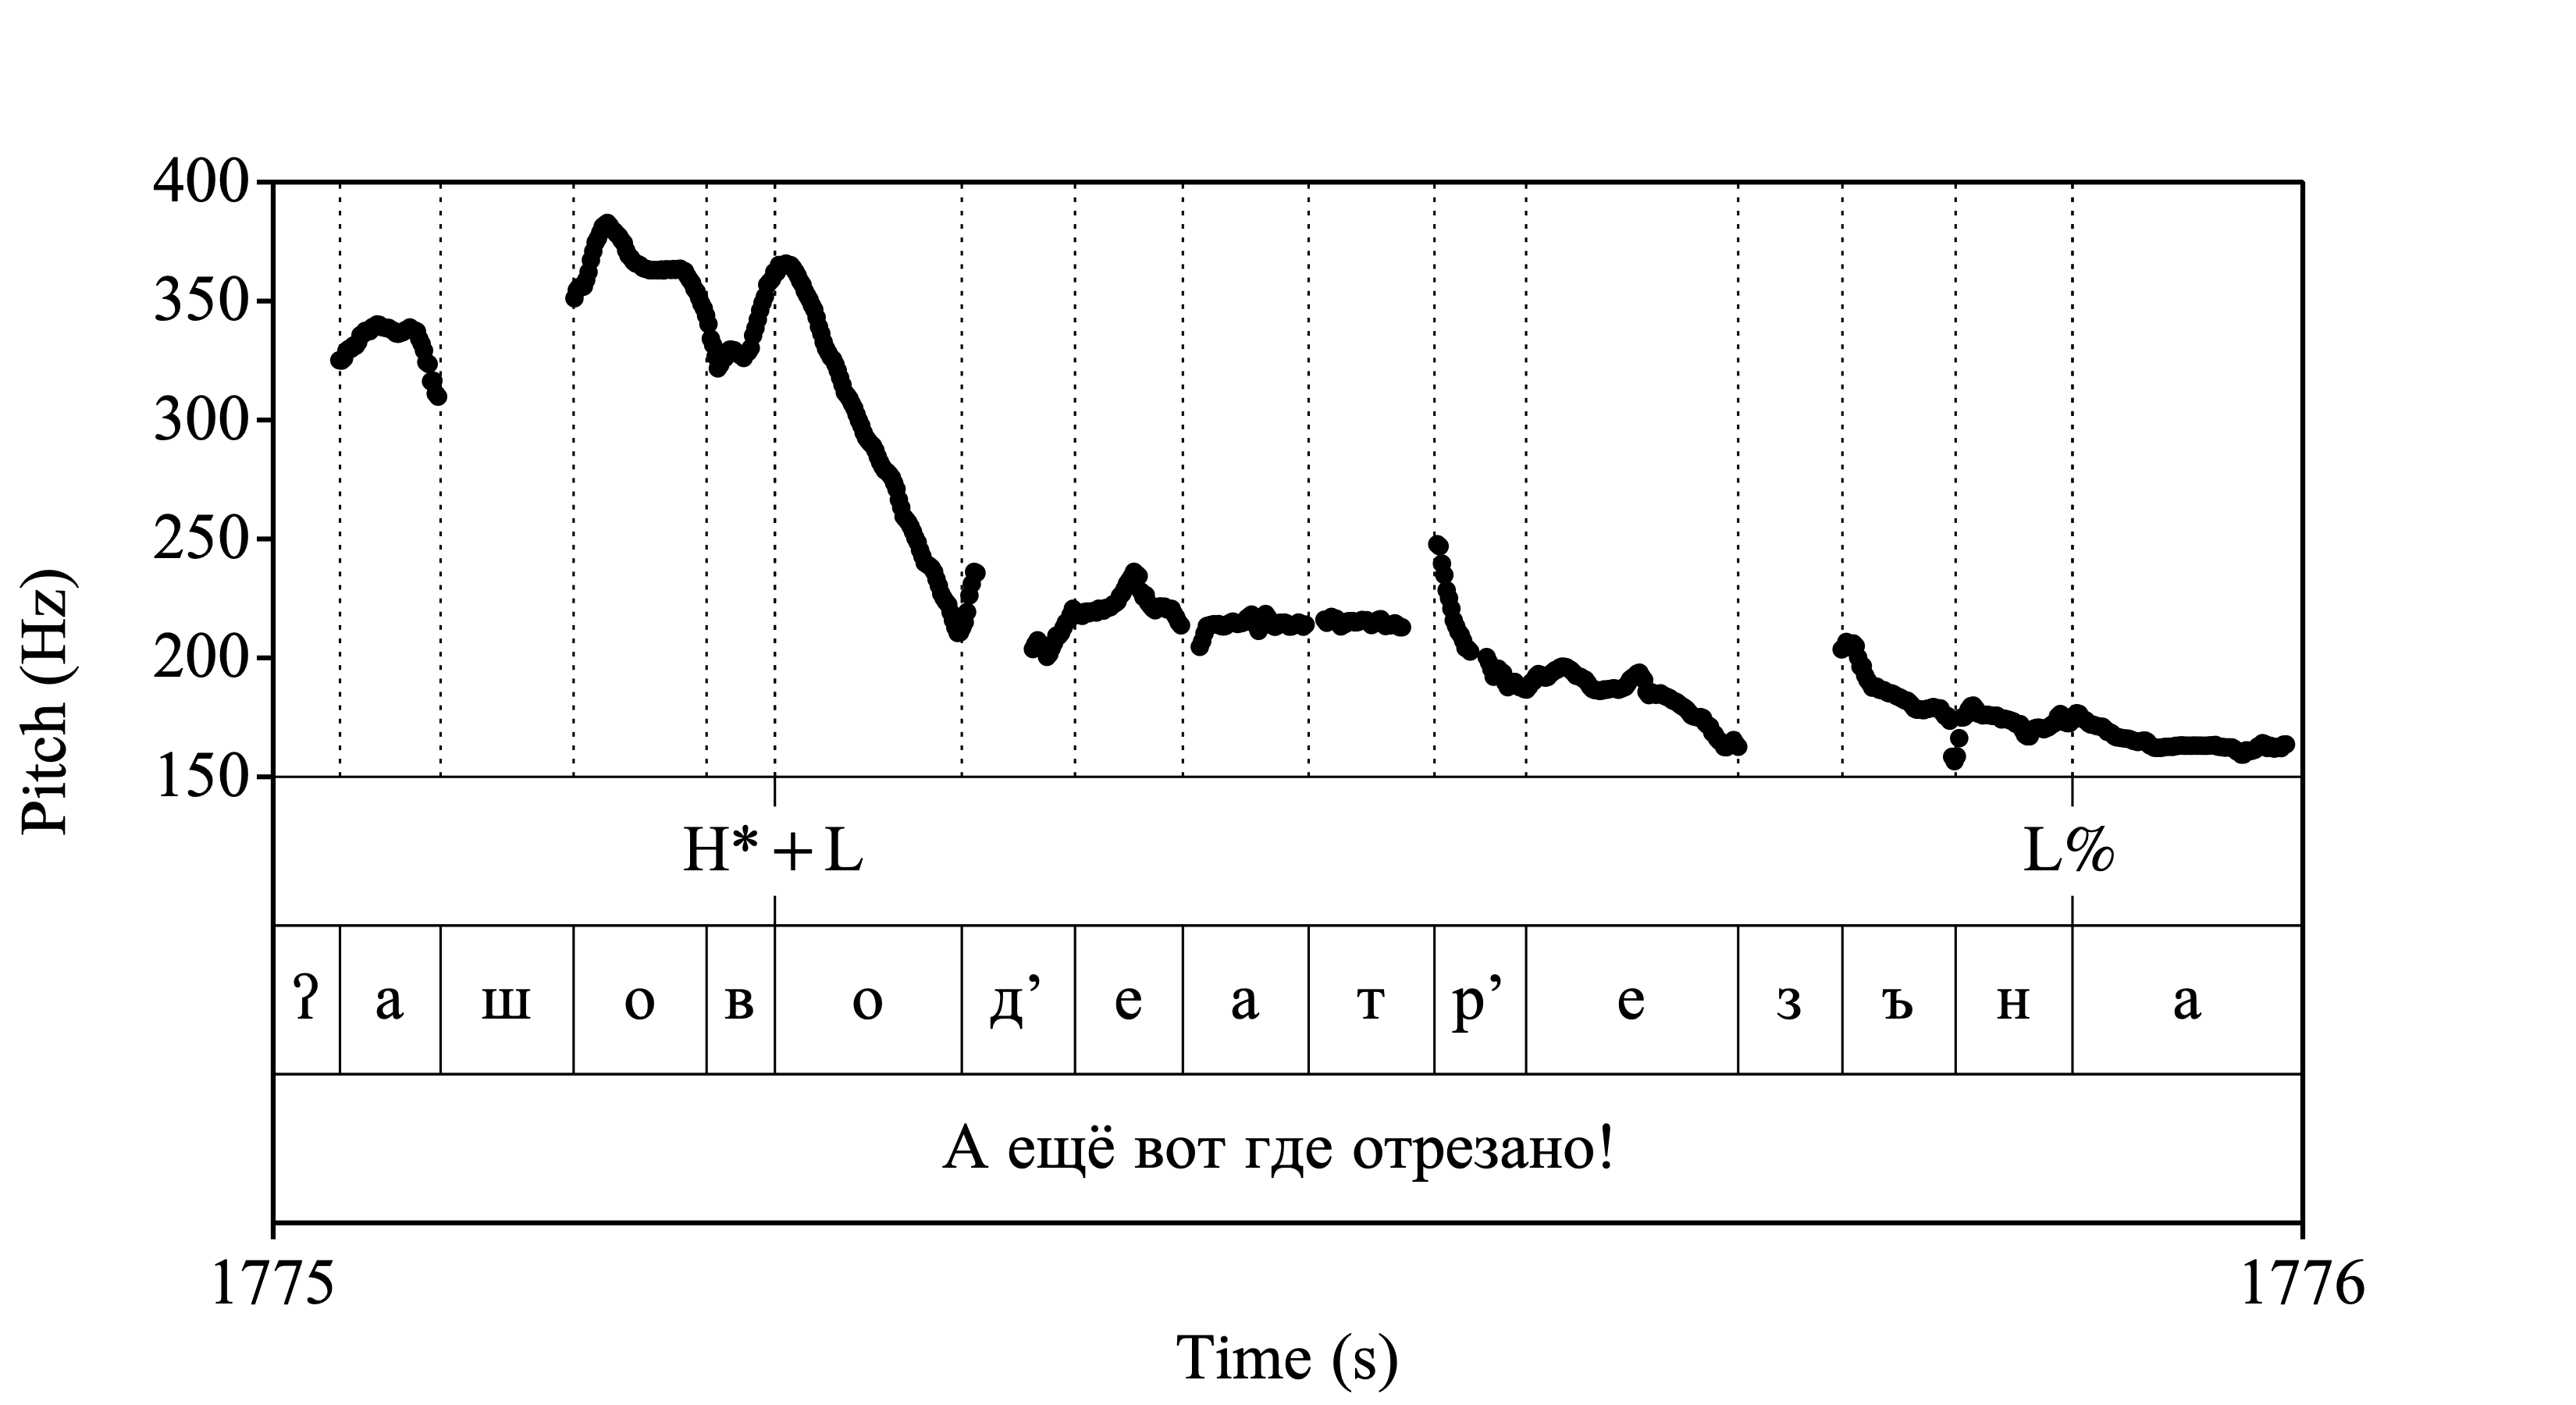 400
350
300
250
200
150
Pitch (Hz)
H* + L L%
ʔ а ш о в о д’ е а т р’ е з ъ н а
А ещё вот где отрезано!
1775 1776
Time (s)